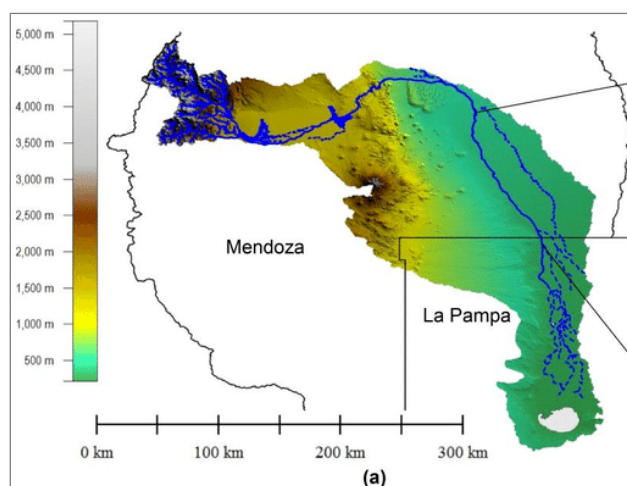 5,000 m
4,500 m
4,000 m
3,500 m
3,000 m
2,500 m
2,000 m
1,500 m
1,000 m
500 m
Mendoza
La Pampa
0 km
100 km
200 km
300 km
(a)